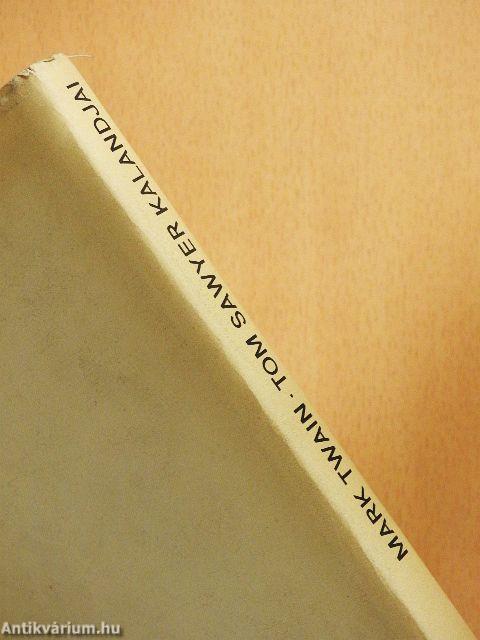 MARK TWAIN · TOM SAWYER KALANDJAI
Antikvárium.hu